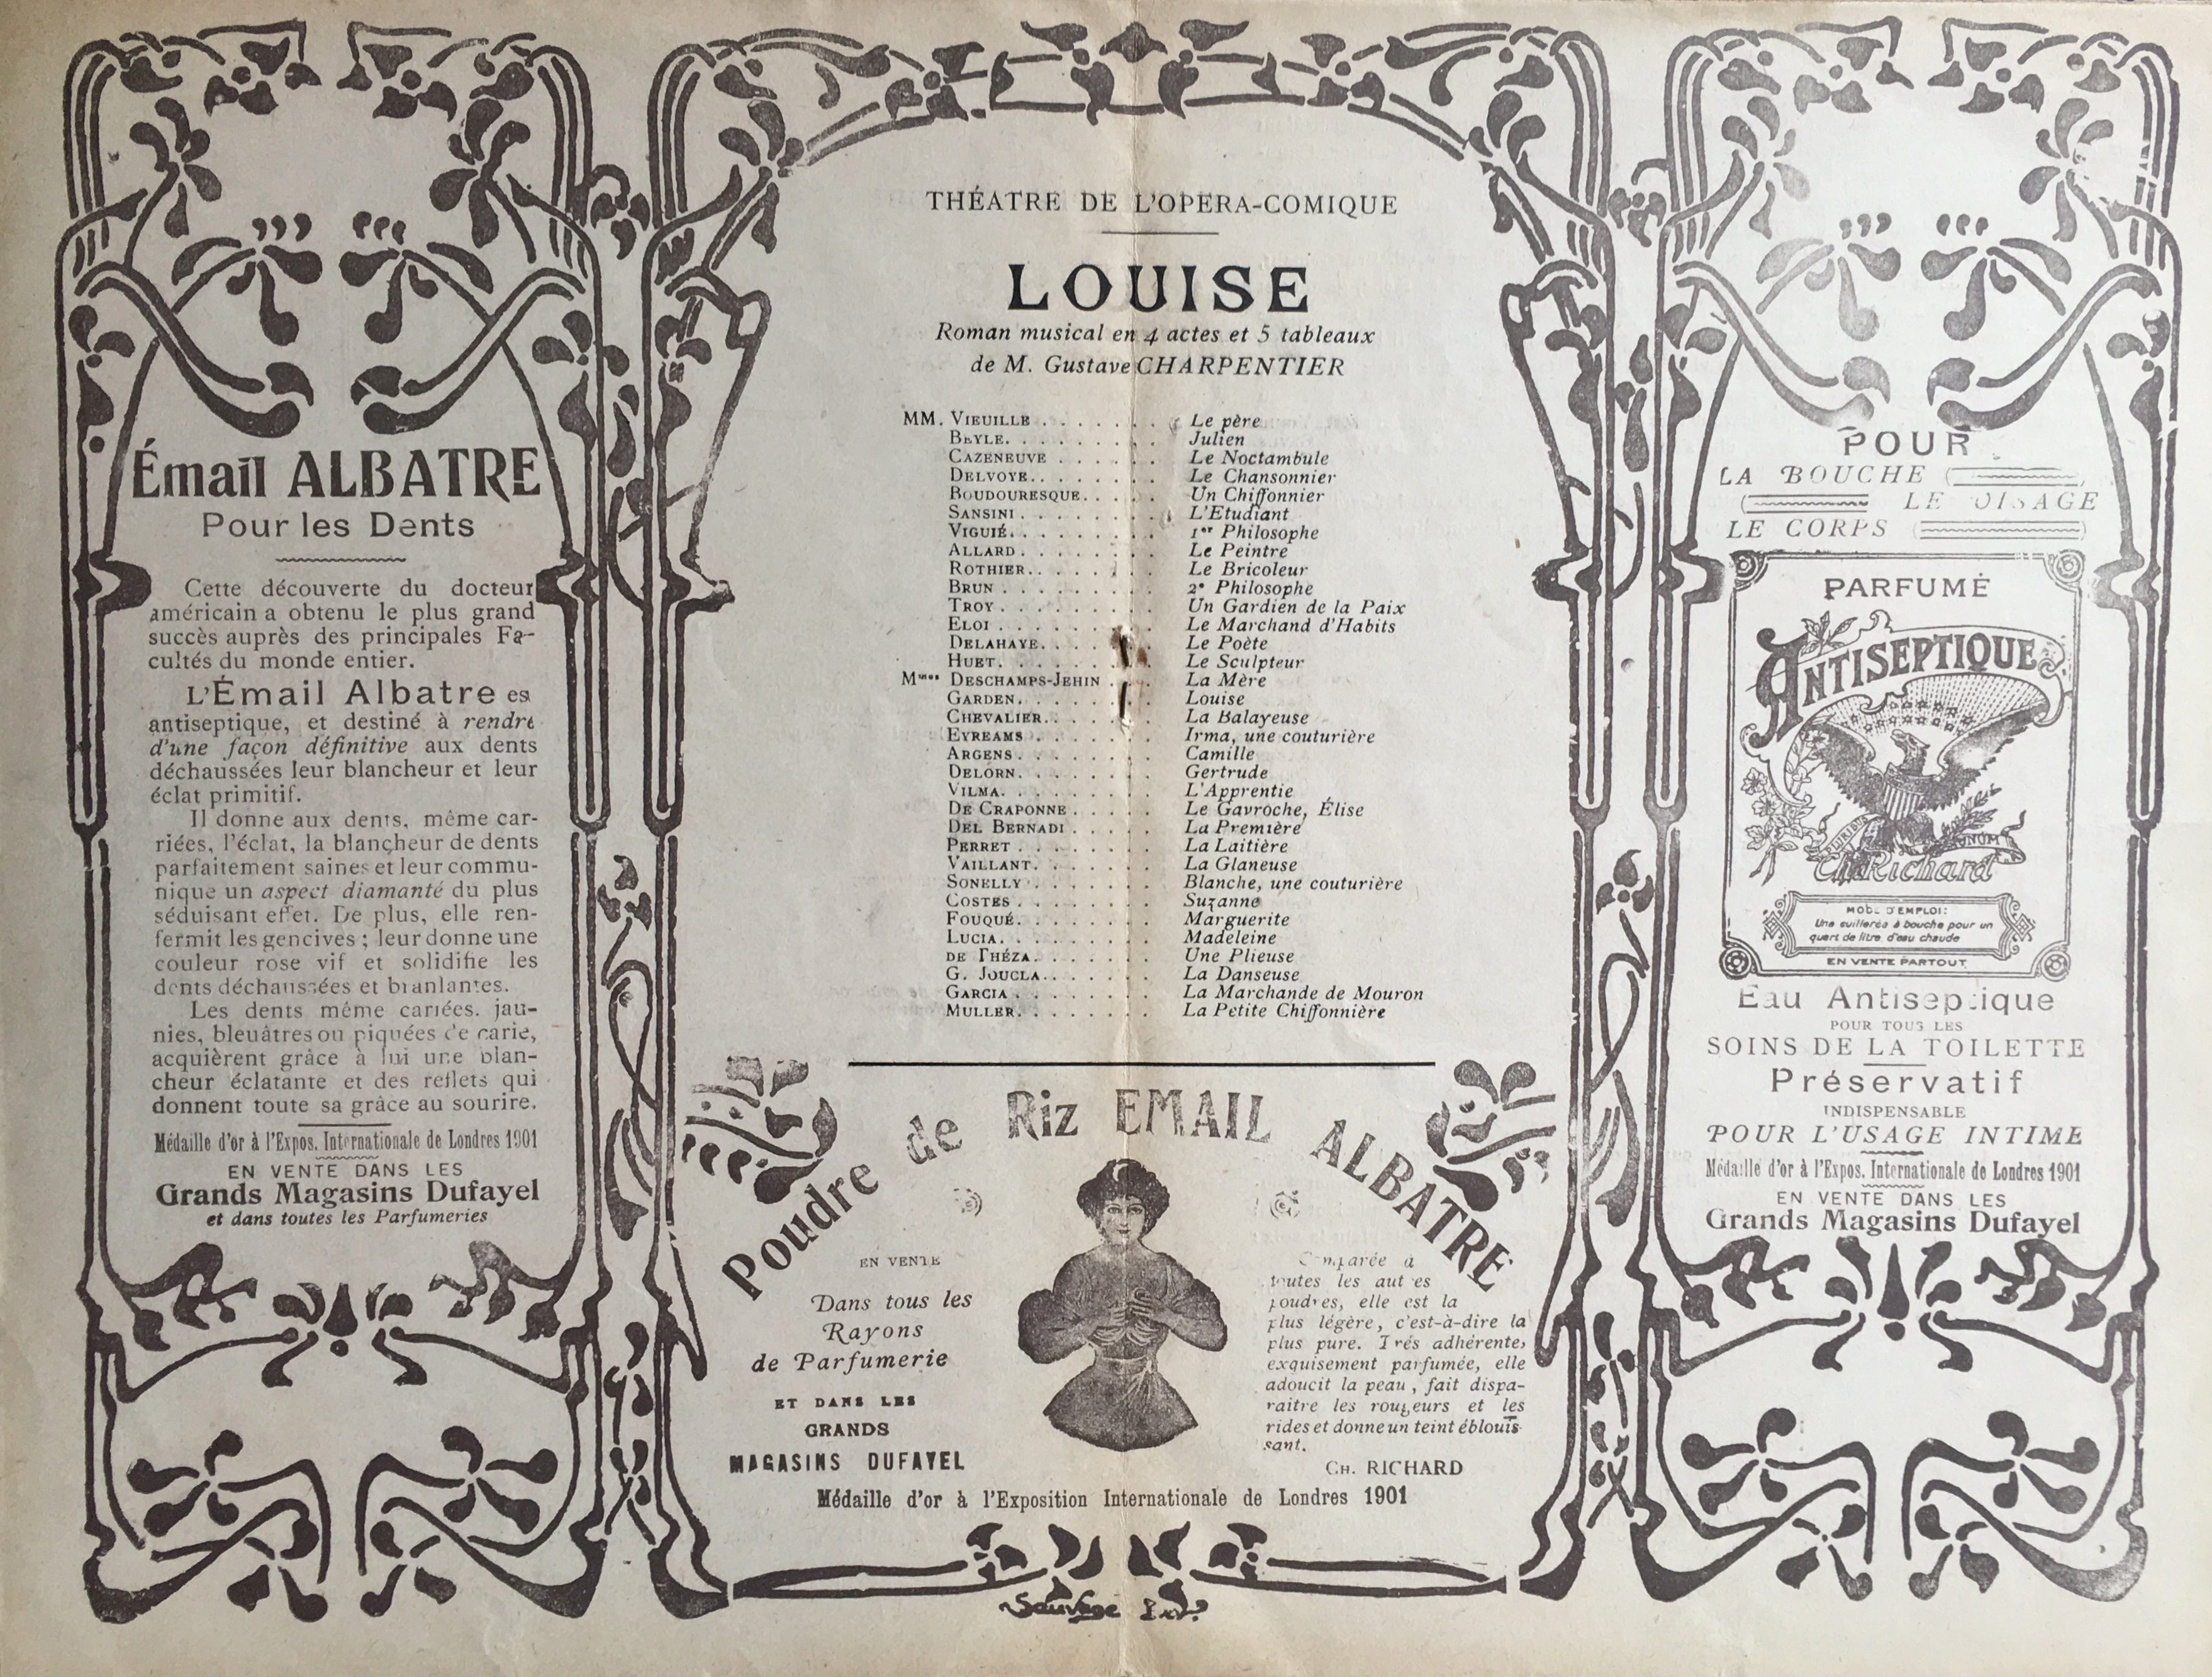 Émail ALBATRE
Pour les Dents
Cette découverte du docteur
américain a obtenu le plus grand
succès auprès des principales Fa-
cultés du monde entier.
L'Émail Albatre es
antiseptique, et destiné à rendre
d'une façon définitive aux dents
déchaussées leur blancheur et leur
éclat primitif.
Il donne aux dents, même car-
riées, l'éclat, la blancheur de dents
parfaitement saines et leur commu-
nique un aspect diamanté du plus
séduisant effet. De plus, elle ren-
fermit les gencives ; leur donne une
couleur rose vif et solidifie les
dents déchaussées et branlantes.
Les dents même cariées. jau-
nies, bleuâtres ou piquées de carie,
acquièrent grâce à lui une blan-
cheur éclatante et des reflets qui
donnent toute sa grâce au sourire.
Médaille d'or à l'Expos. Internationale de Londres 1901
EN VENTE DANS LES
Grands Magasins Dufayel
et dans toutes les Parfumeries
THÉATRE DE L'OPERA-COMIQUE
LOUISE
Roman musical en 4 actes et 5 tableaux
de M. Gustave CHARPENTIER
MM. VIEUILLE . . . . . . . Le père
BEYLE. . . . . . . . Julien
CAZENEUVE . . . . . . Le Noctambule
DELVOYE. . . . . . . Le Chansonnier
BOUDOURESQUE. . . . . Un Chiffonnier
SANSINI . . . . . . . . L'Etudiant
VIGUIÉ. . . . . . . . 1er Philosophe
ALLARD . . . . . . . . Le Peintre
ROTHIER. . . . . . . . Le Bricoleur
BRUN . . . . . . . . . 2e Philosophe
TROY . . . . . . . . . Un Gardien de la Paix
ELOI . . . . . . . . . Le Marchand d'Habits
DELAHAYE. . . . . . . Le Poète
HUET. . . . . . . . . Le Sculpteur
Mmes DESCHAMPS-JEHIN . . . La Mère
GARDEN. . . . . . . . Louise
CHEVALIER. . . . . . . La Balayeuse
EYREAMS . . . . . . . Irma, une couturière
ARGENS . . . . . . . . Camille
DELORN. . . . . . . . Gertrude
VILMA. . . . . . . . . L'Apprentie
DE CRAPONNE . . . . . Le Gavroche, Élise
DEL BERNADI . . . . . La Première
PERRET . . . . . . . . La Laitière
VAILLANT. . . . . . . La Glaneuse
SONELLY . . . . . . . Blanche, une couturière
COSTES . . . . . . . . Suzanne
FOUQUÉ. . . . . . . . Marguerite
LUCIA. . . . . . . . . Madeleine
DE THÉZA. . . . . . . Une Plieuse
G. JOUCLA. . . . . . . La Danseuse
GARCIA . . . . . . . . La Marchande de Mouron
MULLER. . . . . . . . La Petite Chiffonnière
Poudre de Riz EMAIL ALBATRE
EN VENTE
Dans tous les
Rayons
de Parfumerie
ET DANS LES
GRANDS
MAGASINS DUFAYEL
Comparée à
toutes les autres
poudres, elle est la
plus légère, c'est-à-dire la
plus pure. Trés adhérente,
exquisement parfumée, elle
adoucit la peau, fait dispa-
raitre les rougeurs et les
rides et donne un teint éblouis-
sant.
CH. RICHARD
Médaille d'or à l'Exposition Internationale de Londres 1901
Sauvage
POUR
LA BOUCHE
LE VISAGE
LE CORPS
PARFUMÉ
ANTISEPTIQUE
PLURIBUS UNUM
Ch. Richard
MODE D'EMPLOI:
Une cuillerée à bouche pour un
quart de litre d'eau chaude
EN VENTE PARTOUT
Eau Antiseptique
POUR TOUS LES
SOINS DE LA TOILETTE
Préservatif
INDISPENSABLE
POUR L'USAGE INTIME
Médaille d'or à l'Expos. Internationale de Londres 1901
EN VENTE DANS LES
Grands Magasins Dufayel